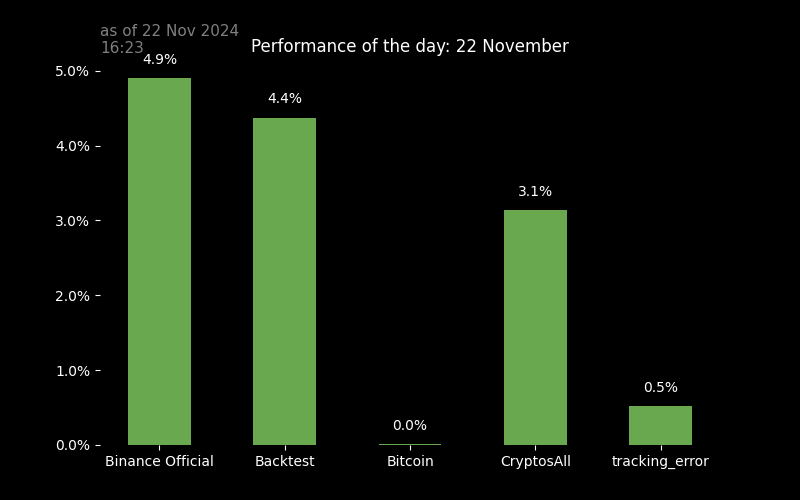 as of 22 Nov 2024
16:23
Performance of the day: 22 November
5.0%
4.0%
3.0%
2.0%
1.0%
0.0%
4.9%
4.4%
0.0%
3.1%
0.5%
Binance Official
Backtest
Bitcoin
CryptosAll
tracking_error